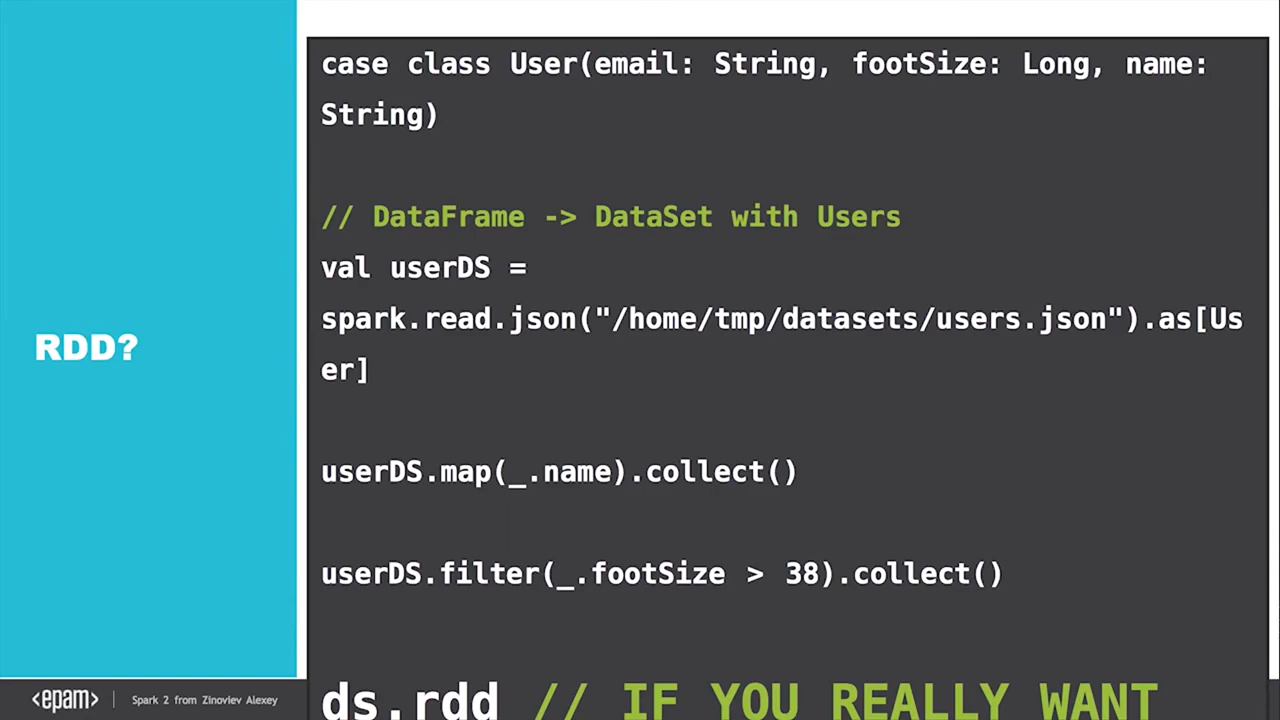 case class User(email: String, footSize: Long, name:
String)
// DataFrame -> DataSet with Users
val userDS =
spark.read.json("/home/tmp/datasets/users.json").as[Us
er]
RDD?
userDS.map(_.name).collect()
userDS.filter(_.footSize > 38).collect()
ds.rdd // IF YOU REALLY WANT
<epam> Spark 2 from Zinoviev Alexey